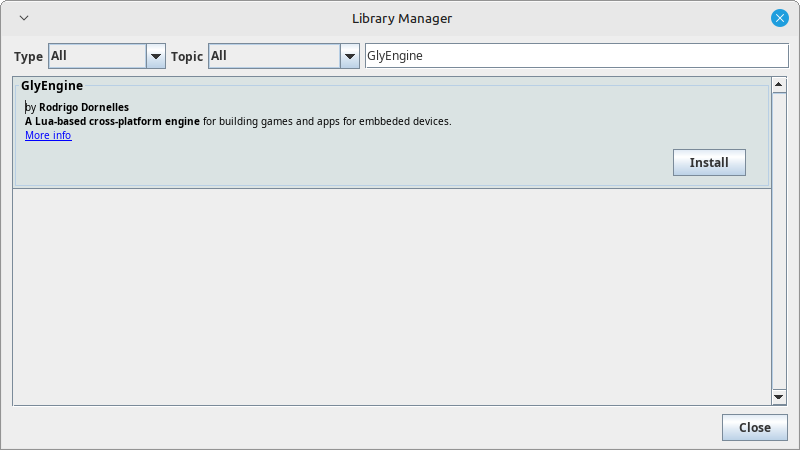 Library Manager
Type All Topic All GlyEngine
GlyEngine
by Rodrigo Dornelles
A Lua-based cross-platform engine for building games and apps for embbeded devices.
More info
Install
Close